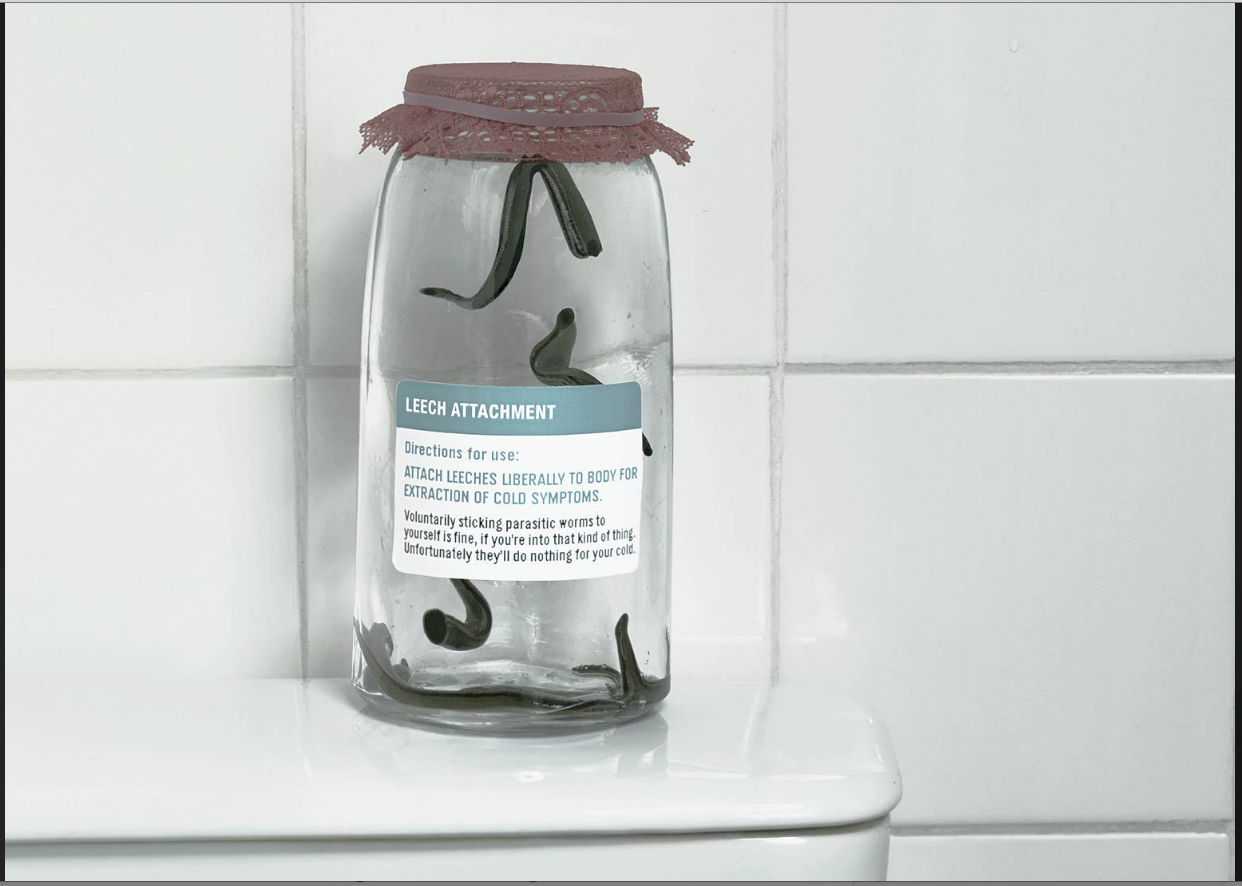 LEECH ATTACHMENT
Directions for use:
ATTACH LEECHES LIBERALLY TO BODY FOR
EXTRACTION OF COLD SYMPTOMS.
Voluntarily sticking parasitic worms to
yourself is fine, if you're into that kind of thing.
Unfortunately they'll do nothing for your cold.